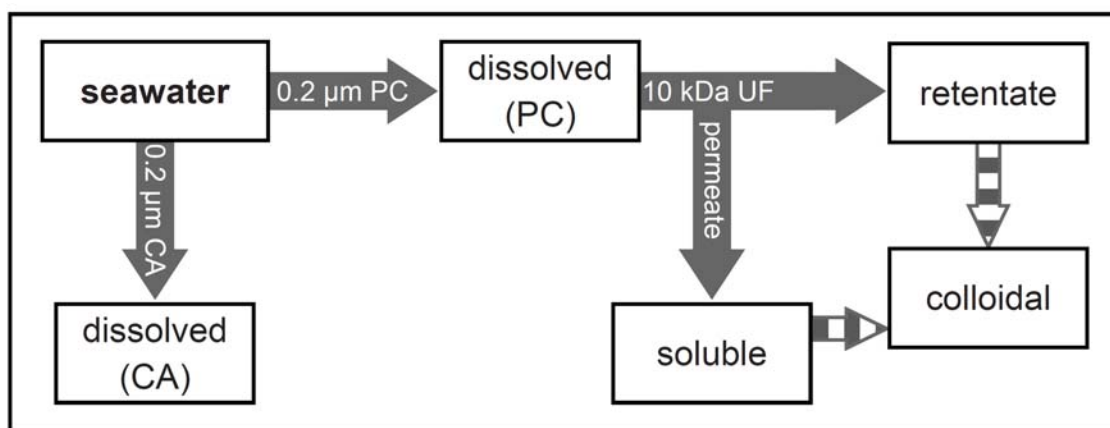 seawater
0.2 µm PC
dissolved
(PC)
10 kDa UF
retentate
0.2 µm CA
permeate
dissolved
(CA)
soluble
colloidal